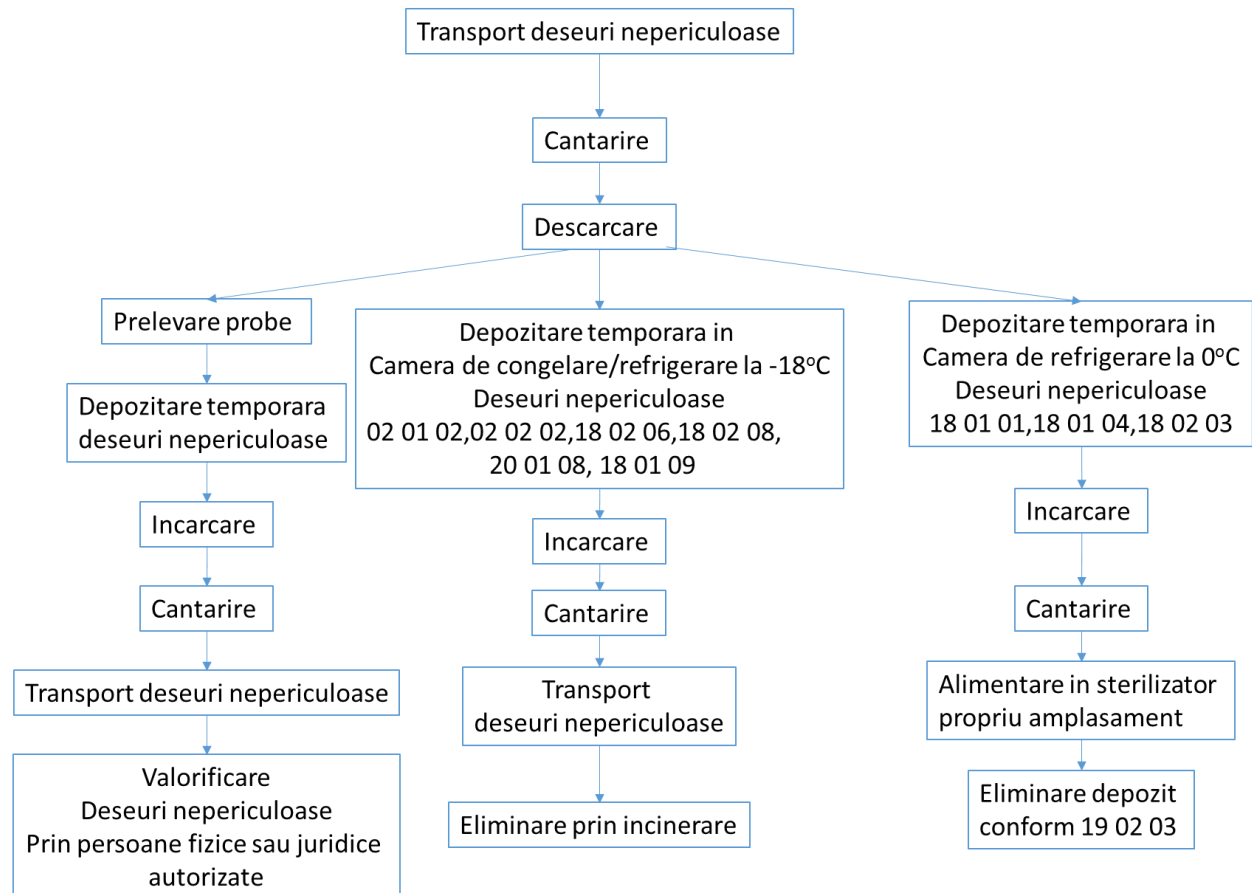 Transport deseuri nepericuloase
Cantarire
Descarcare
Prelevare probe
Depozitare temporara
deseuri nepericuloase
Incarcare
Cantarire
Transport deseuri nepericuloase
Valorificare
Deseuri nepericuloase
Prin persoane fizice sau juridice
autorizate
Depozitare temporara in
Camera de congelare/refrigerare la -18°C
Deseuri nepericuloase
02 01 02,02 02 02,18 02 06,18 02 08,
20 01 08, 18 01 09
Incarcare
Cantarire
Transport
deseuri nepericuloase
Eliminare prin incinerare
Depozitare temporara in
Camera de refrigerare la 0°C
Deseuri nepericuloase
18 01 01,18 01 04,18 02 03
Incarcare
Cantarire
Alimentare in sterilizator
propriu amplasament
Eliminare depozit
conform 19 02 03